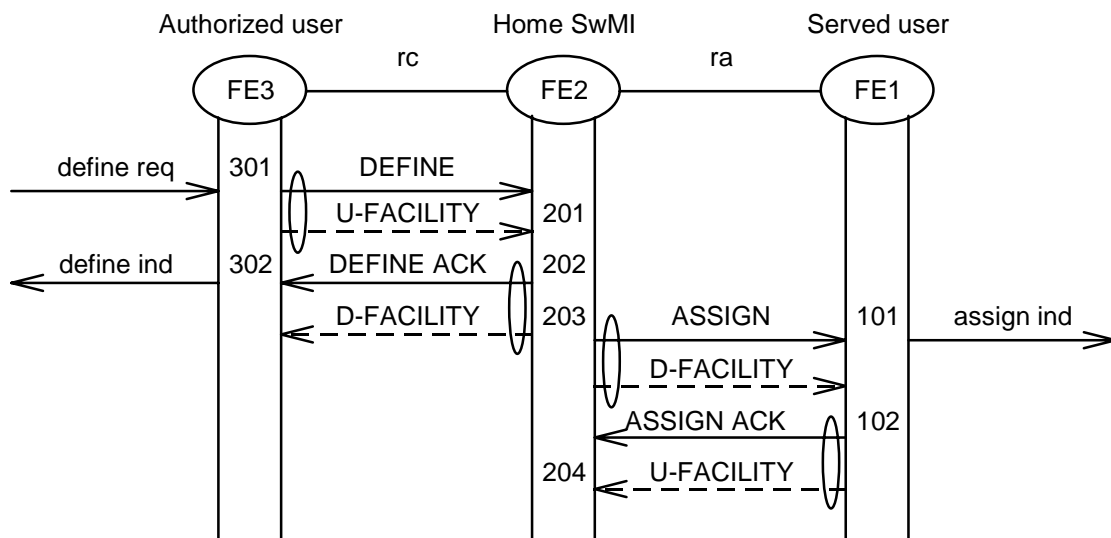 Authorized user Home SwMI Served user
rc ra
FE3 FE2 FE1
define req 301 DEFINE
U-FACILITY 201
define ind 302 DEFINE ACK 202
D-FACILITY 203 ASSIGN 101 assign ind
D-FACILITY
ASSIGN ACK 102
204 U-FACILITY